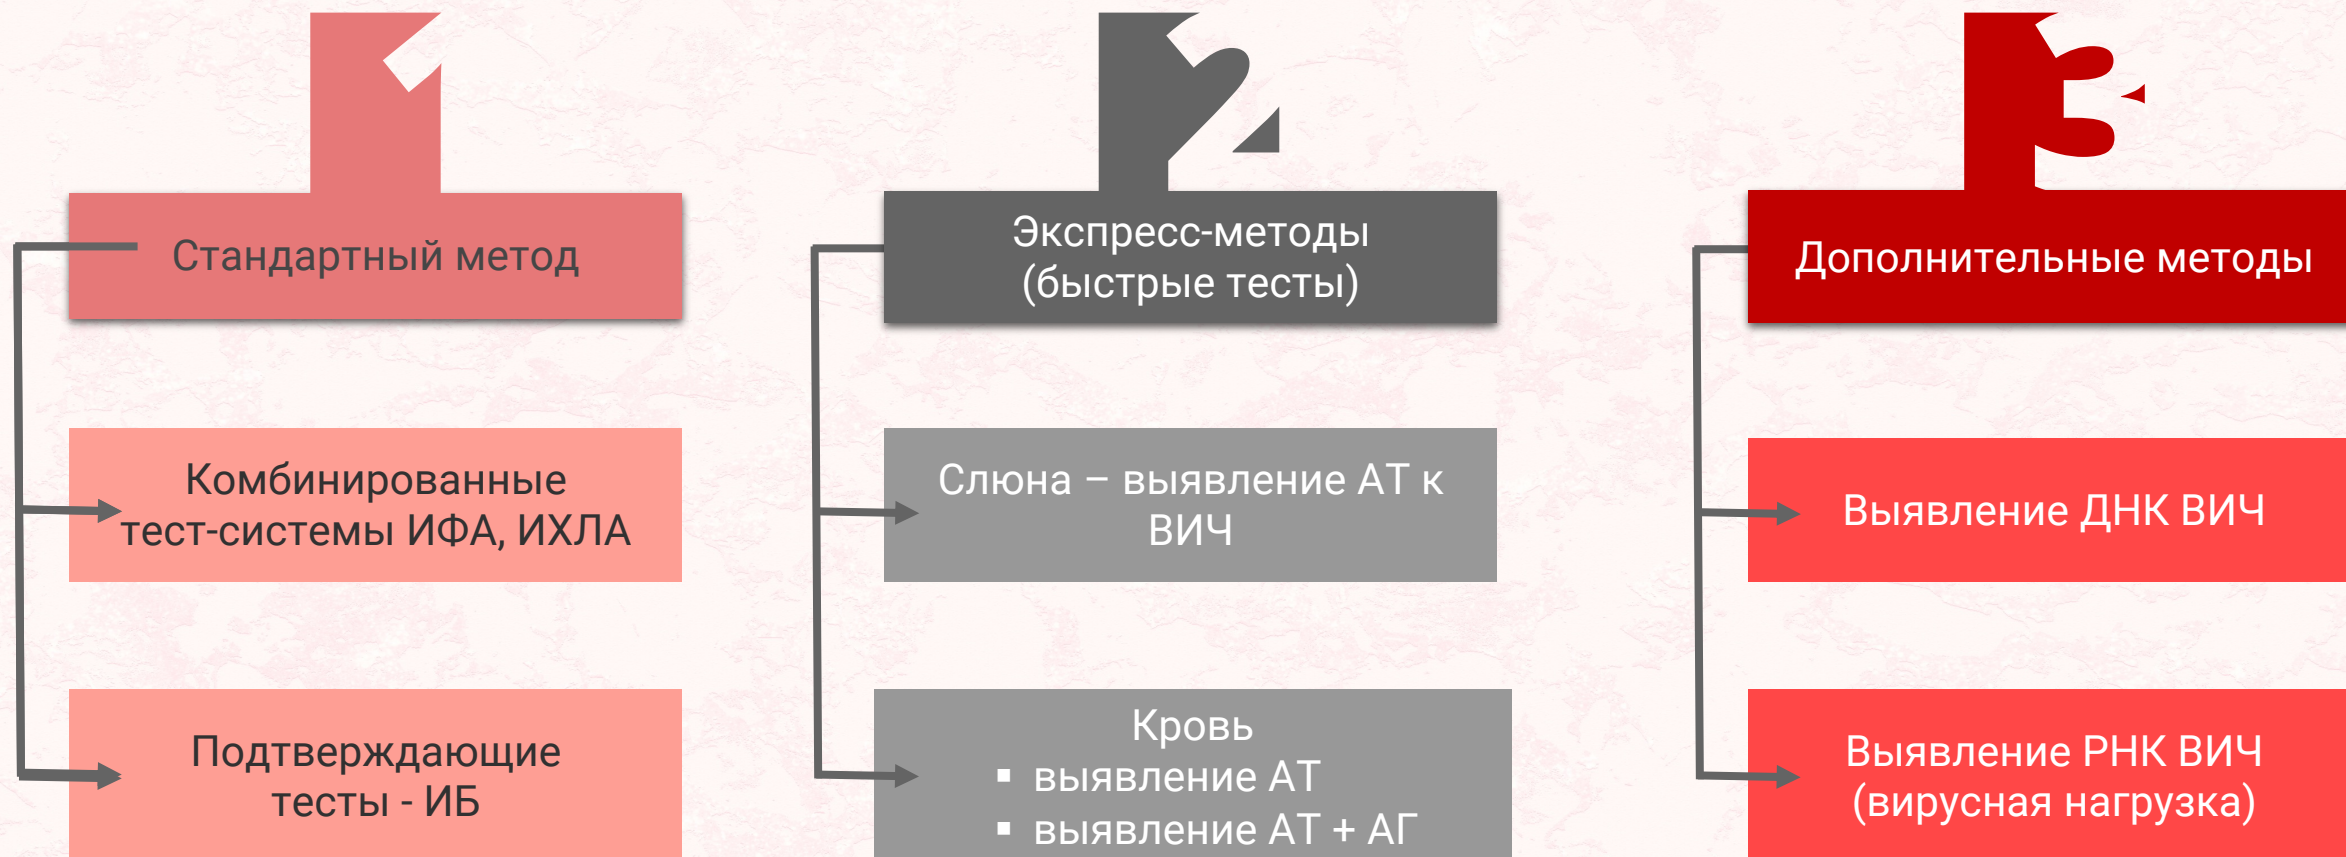 1
Стандартный метод
Комбинированные
тест-системы ИФА, ИХЛА
Подтверждающие
тесты - ИБ
2
Экспресс-методы
(быстрые тесты)
Слюна – выявление АТ к
ВИЧ
Кровь
▪ выявление АТ
▪ выявление АТ + АГ
3
Дополнительные методы
Выявление ДНК ВИЧ
Выявление РНК ВИЧ
(вирусная нагрузка)